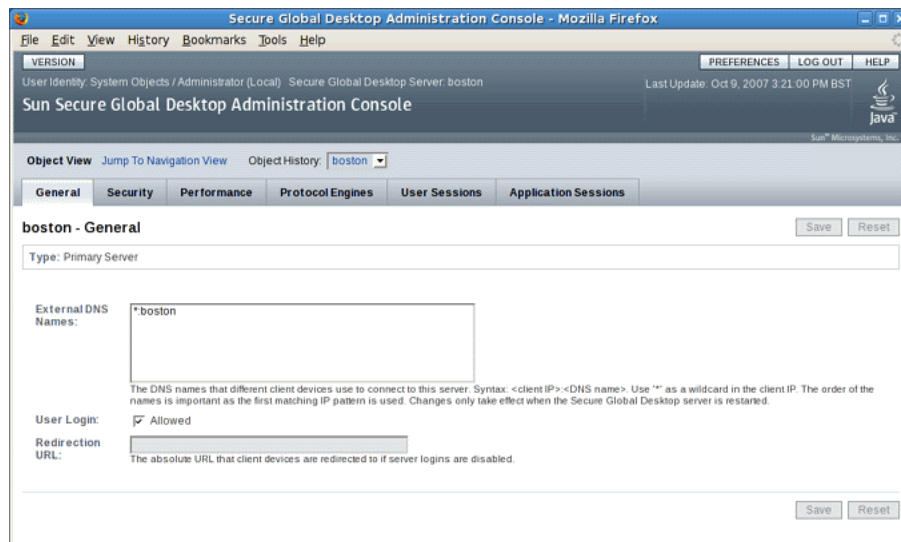 Secure Global Desktop Administration Console - Mozilla Firefox
File Edit View History Bookmarks Tools Help
VERSION PREFERENCES LOG OUT HELP
User Identity: System Objects / Administrator (Local) Secure Global Desktop Server: boston Last Update: Oct 9, 2007 3:21:00 PM BST
Sun Secure Global Desktop Administration Console
Java
Sun™ Microsystems, Inc.
Object View Jump To Navigation View Object History: boston
General Security Performance Protocol Engines User Sessions Application Sessions
boston - General Save Reset
Type: Primary Server
External DNS Names: *:boston
The DNS names that different client devices use to connect to this server. Syntax: <client IP>:<DNS name>. Use "*" as a wildcard in the client IP. The order of the
names is important as the first matching IP pattern is used. Changes only take effect when the Secure Global Desktop server is restarted.
User Login: Allowed
Redirection URL:
The absolute URL that client devices are redirected to if server logins are disabled.
Save Reset